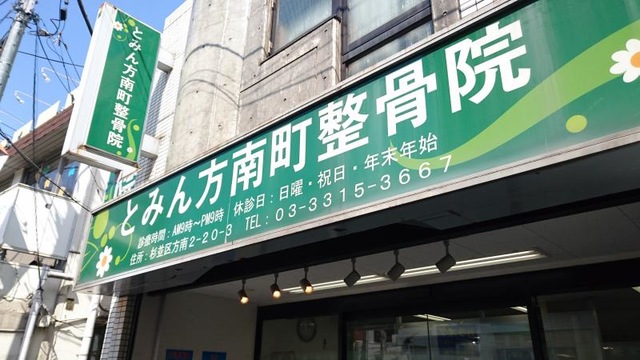 とみん方南町整骨院
とみん方南町整骨院
診療時間：AM9時～PM9時
休診日：日曜・祝日・年末年始
住所：杉並区方南2-20-3
TEL：03-3315-3667